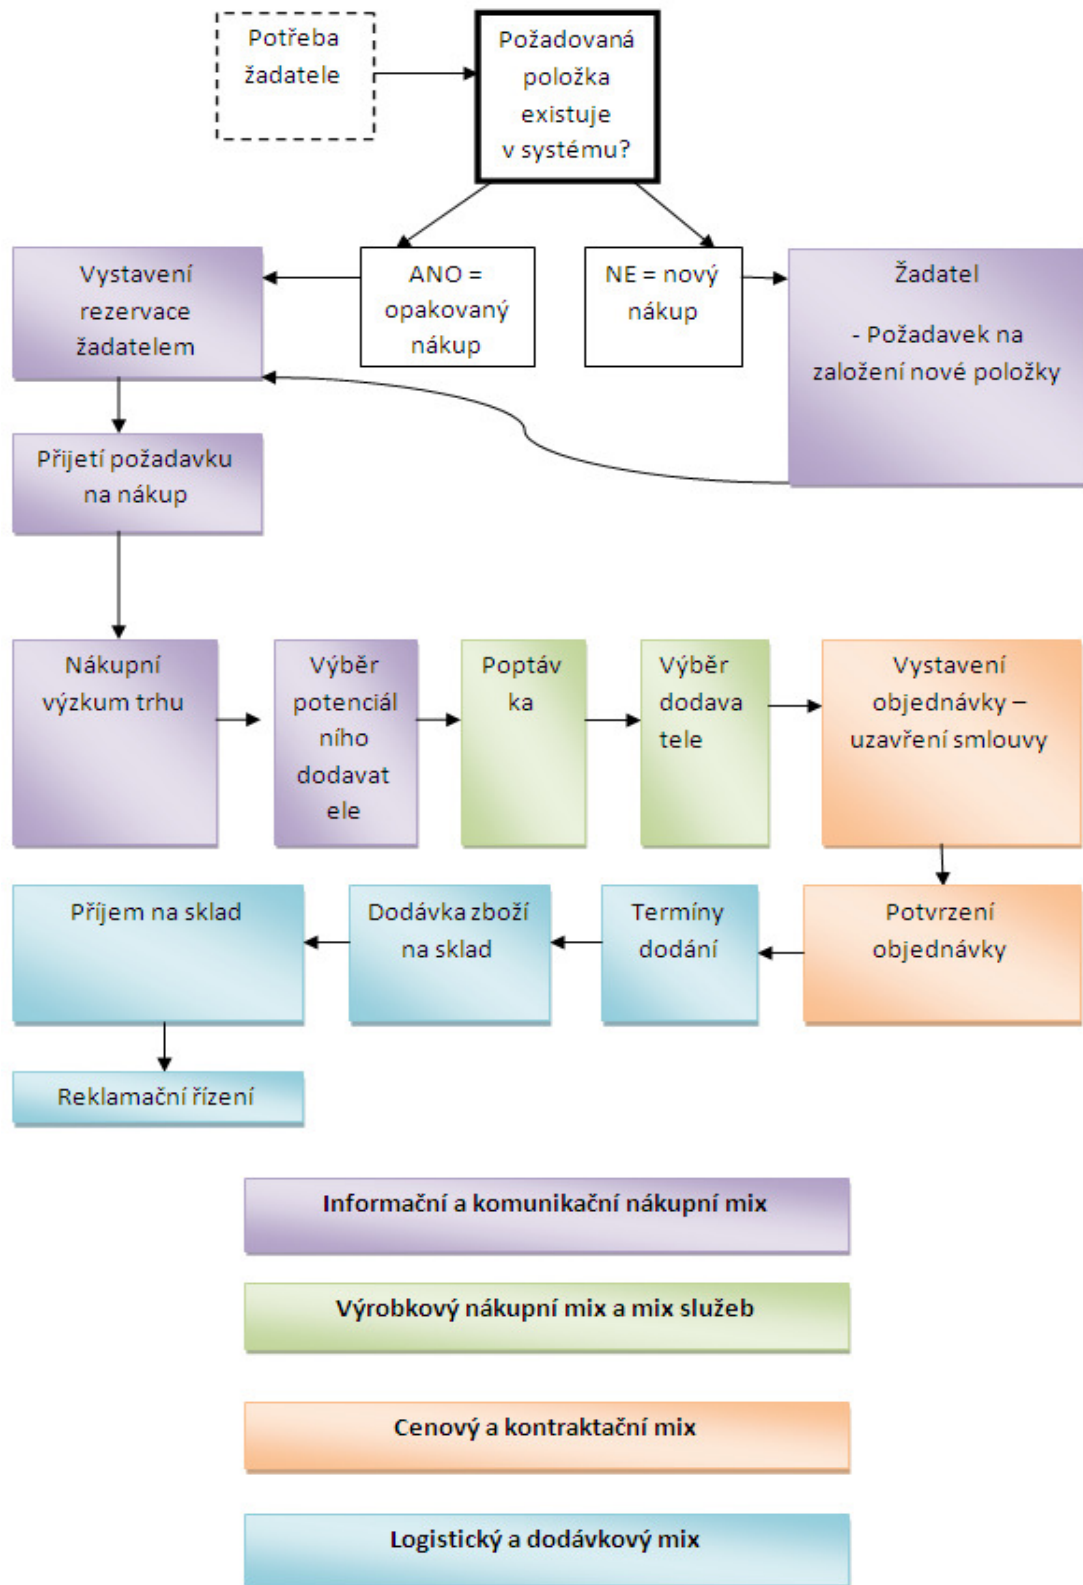 Potřeba
žadatele
Požadovaná
položka
existuje
v systému?
Vystavení
rezervace
žadatelem
ANO =
opakovaný
nákup
NE = nový
nákup
Žadatel
- Požadavek na
založení nové položky
Přijetí požadavku
na nákup
Nákupní
výzkum trhu
Výběr
potenciál
ního
dodavat
ele
Poptáv
ka
Výběr
dodava
tele
Vystavení
objednávky –
uzavření smlouvy
Příjem na sklad
Dodávka zboží
na sklad
Termíny
dodání
Potvrzení
objednávky
Reklamační řízení
Informační a komunikační nákupní mix
Výrobkový nákupní mix a mix služeb
Cenový a kontraktační mix
Logistický a dodávkový mix